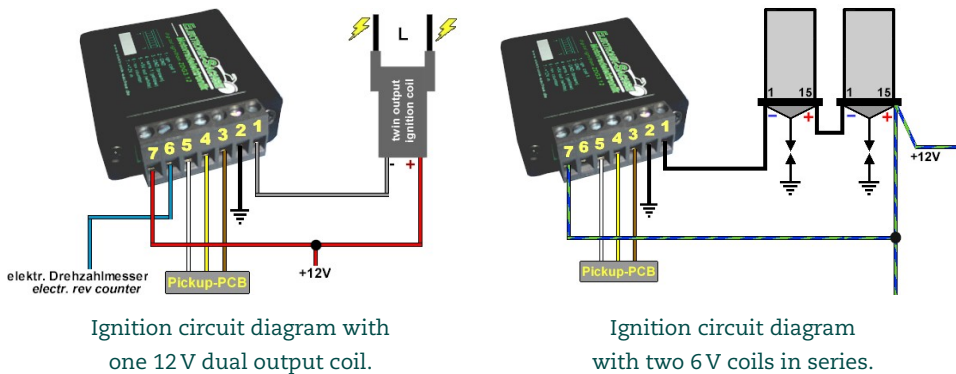 L
twin output
ignition coil
- +
7 6 5 4 3 2 1
+12V
elektr. Drehzahlmesser
electr. rev counter
Pickup-PCB
Ignition circuit diagram with
one 12 V dual output coil.
1 15 1 15
- + - +
+12V
7 6 5 4 3 2 1
Pickup-PCB
Ignition circuit diagram
with two 6 V coils in series.